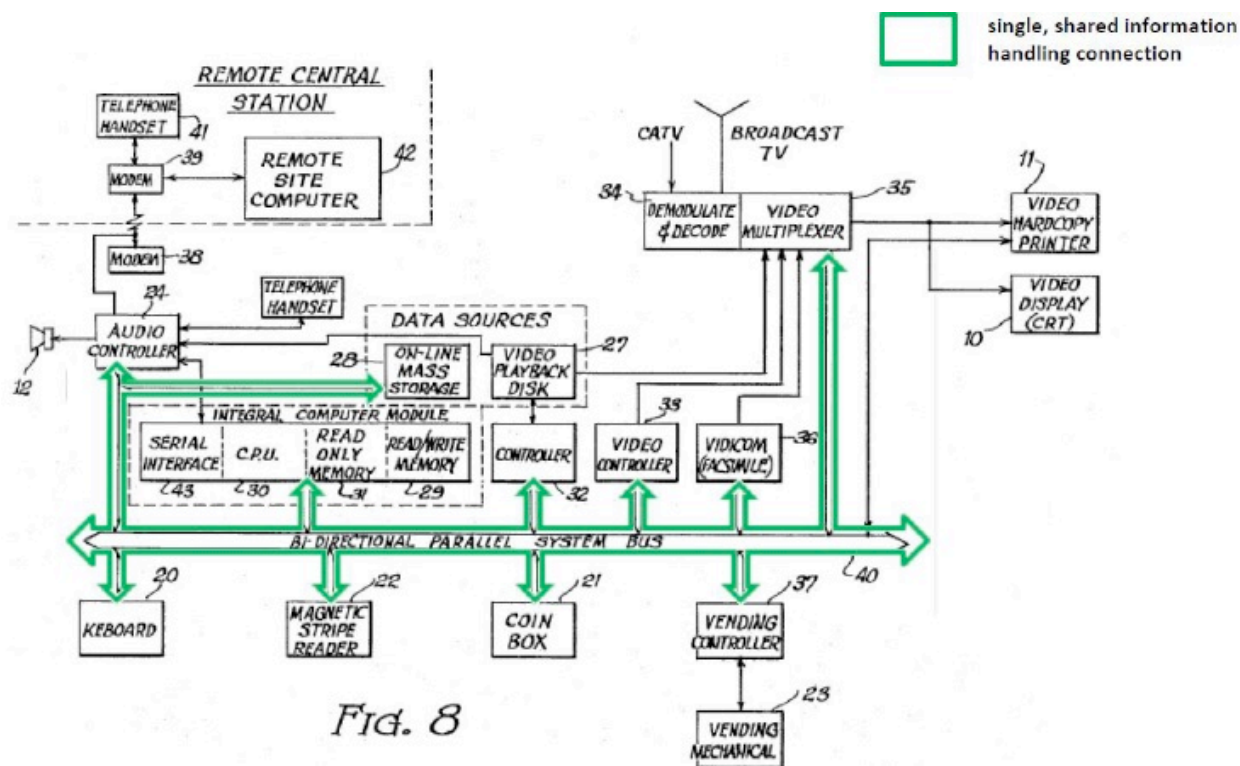 single, shared information
handling connection
REMOTE CENTRAL
STATION
TELEPHONE
HANDSET
41
39
MODEM
REMOTE
SITE
COMPUTER
42
MODEM
38
24
AUDIO
CONTROLLER
12
TELEPHONE
HANDSET
CATV
BROADCAST
TV
34
DEMODULATE
& DECODE
VIDEO
MULTIPLEXER
35
11
VIDEO
HARDCOPY
PRINTER
VIDEO
DISPLAY
(CRT)
10
DATA SOURCES
28
ON-LINE
MASS
STORAGE
VIDEO
PLAYBACK
DISK
27
INTEGRAL COMPUTER MODULE
SERIAL
INTERFACE
43
C.P.U.
30
READ
ONLY
MEMORY
31
READ/WRITE
MEMORY
29
CONTROLLER
32
33
VIDEO
CONTROLLER
VIDICOM
(FACSIMILE)
36
BI-DIRECTIONAL PARALLEL SYSTEM BUS
40
20
KEBOARD
22
MAGNETIC
STRIPE
READER
21
COIN
BOX
37
VENDING
CONTROLLER
23
VENDING
MECHANICAL
FIG. 8